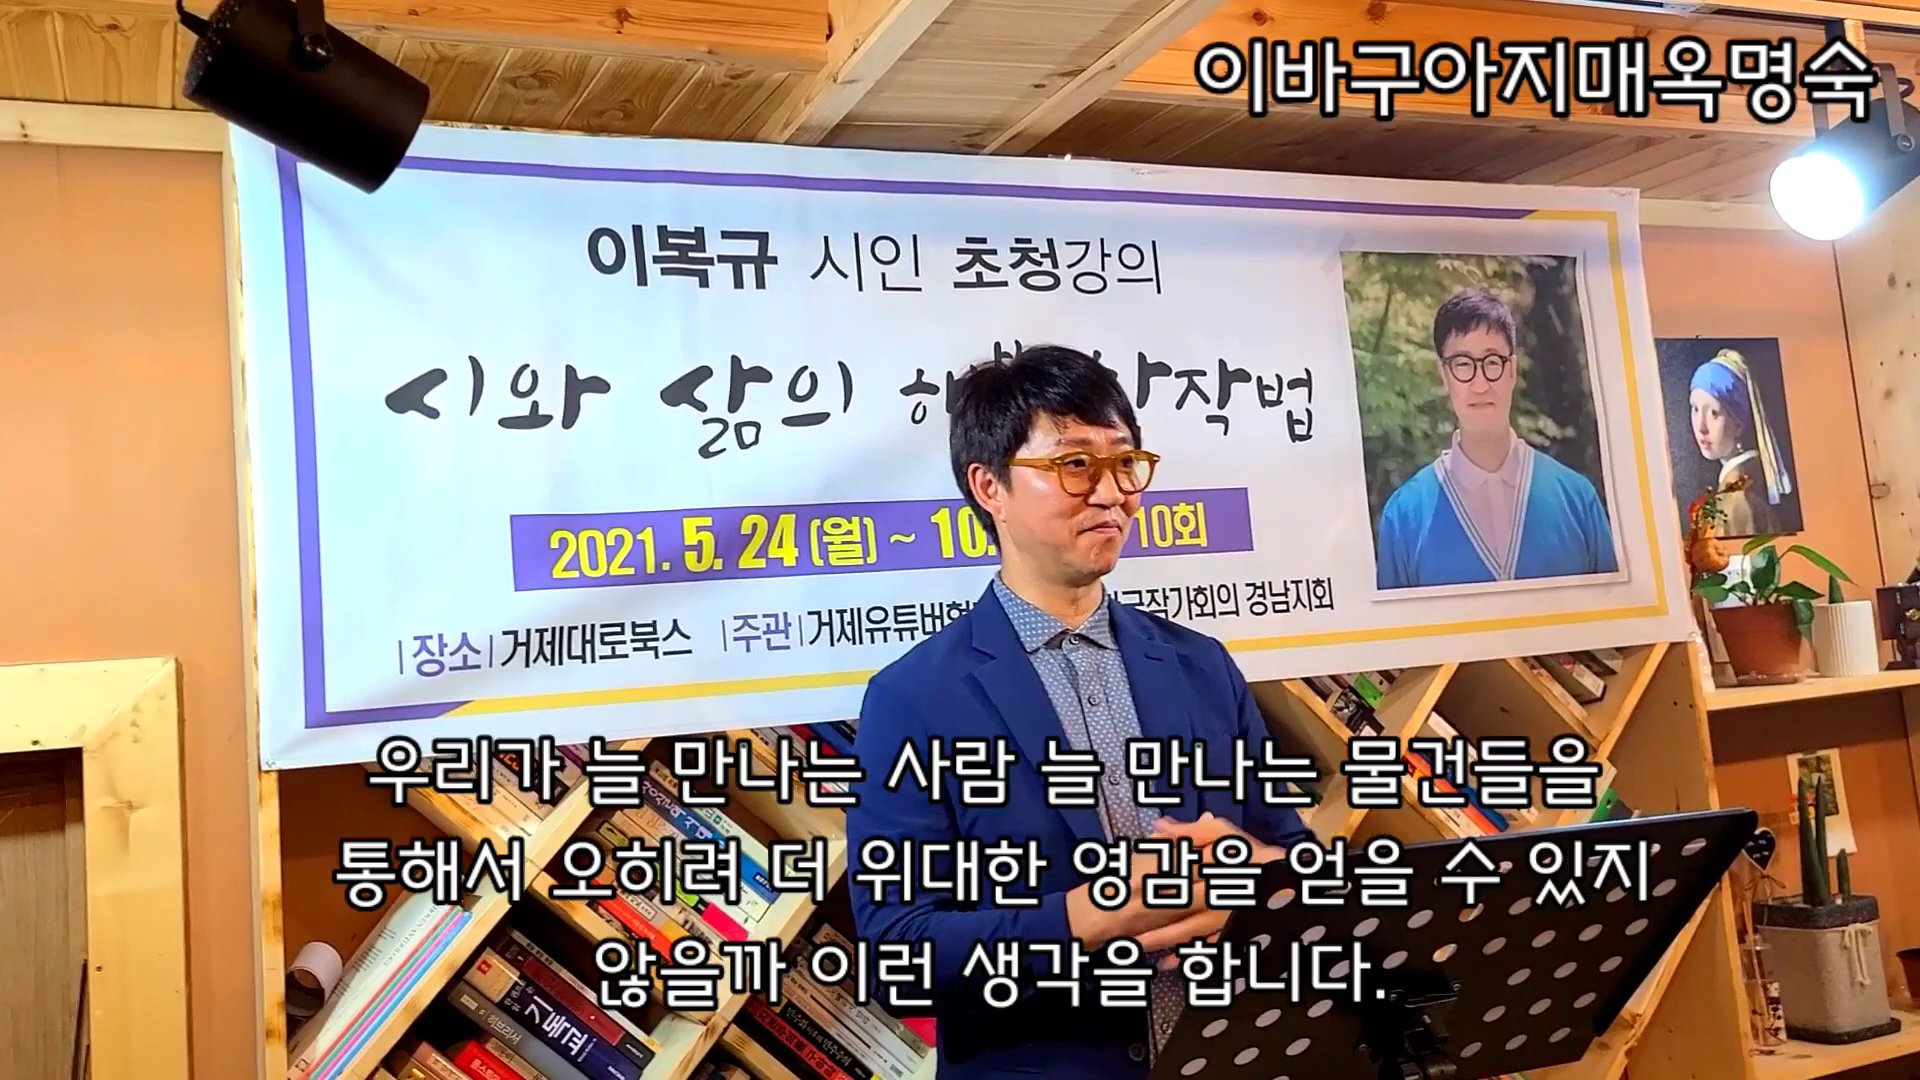 이바구아지매옥명숙
이복규 시인 초청강의
시와 삶의 작법
2021. 5. 24 (월) ~ 10. 10회
장소 거제대로북스 주관 거제유튜버 작가회의 경남지회
우리가 늘 만나는 사람 늘 만나는 물건들을
통해서 오히려 더 위대한 영감을 얻을 수 있지
않을까 이런 생각을 합니다.